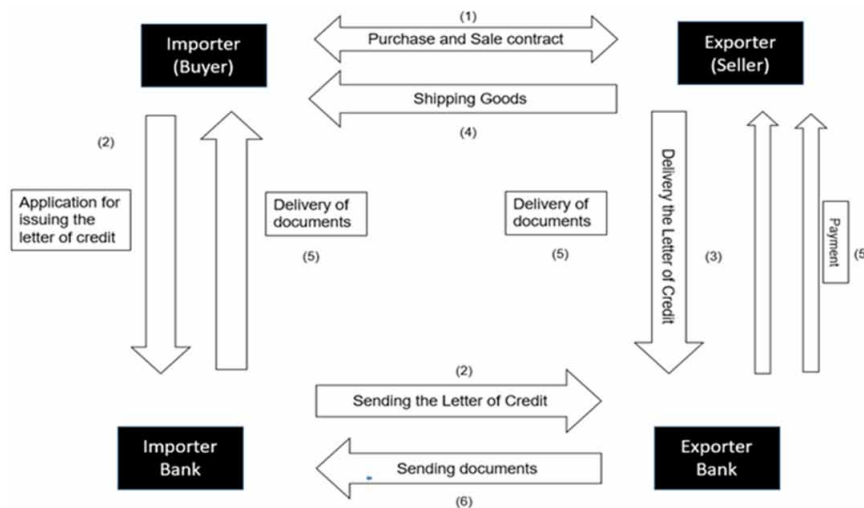 (1)
Importer
(Buyer)
Purchase and Sale contract
Exporter
(Seller)
Shipping Goods
(4)
(2)
Application for
issuing the
letter of credit
Delivery of
documents
(5)
Delivery of
documents
(5)
Delivery the Letter of Credit
(3)
Payment
(5
(2)
Sending the Letter of Credit
Importer
Bank
Sending documents
(6)
Exporter
Bank